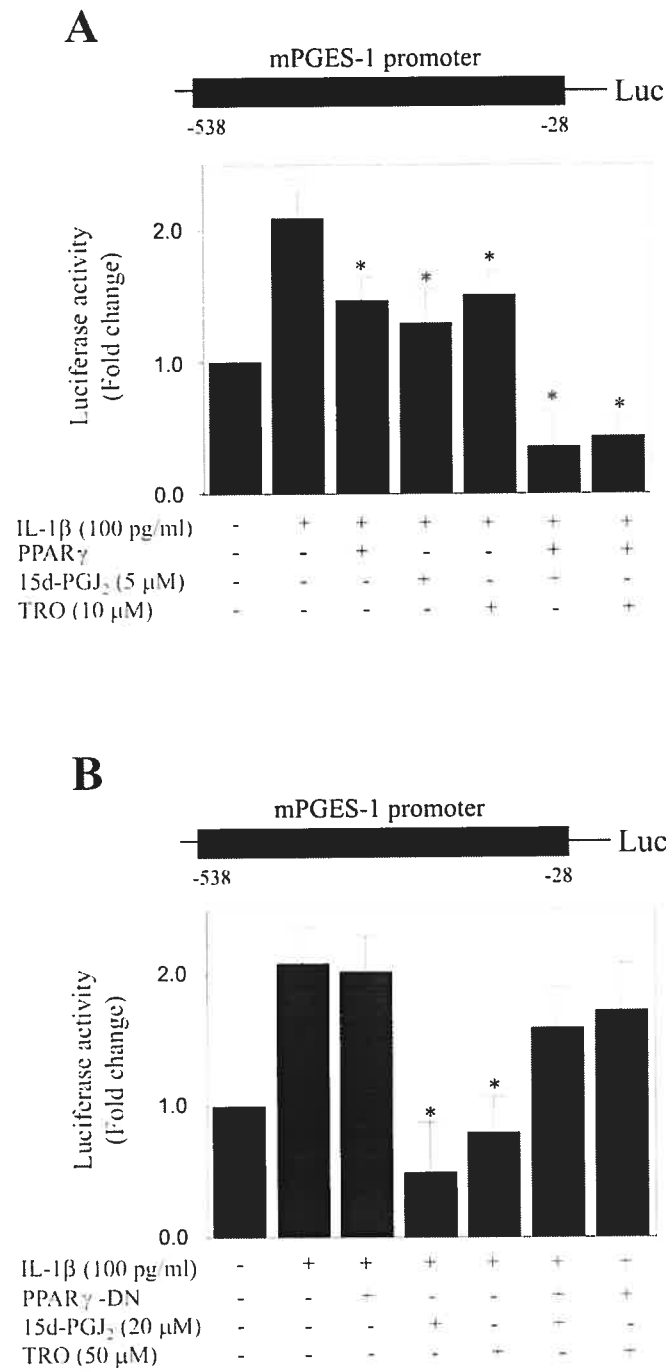 A
mPGES-1 promoter
Luc
-538 -28
Luciferase activity
(Fold change)
2.0
1.0
0.0
* * * * *
IL-1β (100 pg/ml) - + + + + + +
PPARγ - - + - - + +
15d-PGJ₂ (5 μM) - - - + - + -
TRO (10 μM) - - - - + - +
B
mPGES-1 promoter
Luc
-538 -28
Luciferase activity
(Fold change)
2.0
1.0
0.0
* *
IL-1β (100 pg/ml) - + + + + + +
PPARγ-DN - - + - - + +
15d-PGJ₂ (20 μM) - - - + - + -
TRO (50 μM) - - - - + - +